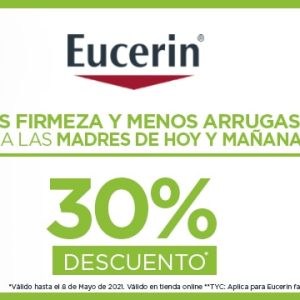 Eucerin®
S FIRMEZA Y MENOS ARRUGAS
A LAS MADRES DE HOY Y MAÑANA
30%
DESCUENTO*
*Válido hasta el 8 de Mayo de 2021. Válido en tienda online **TYC: Aplica para Eucerin fa